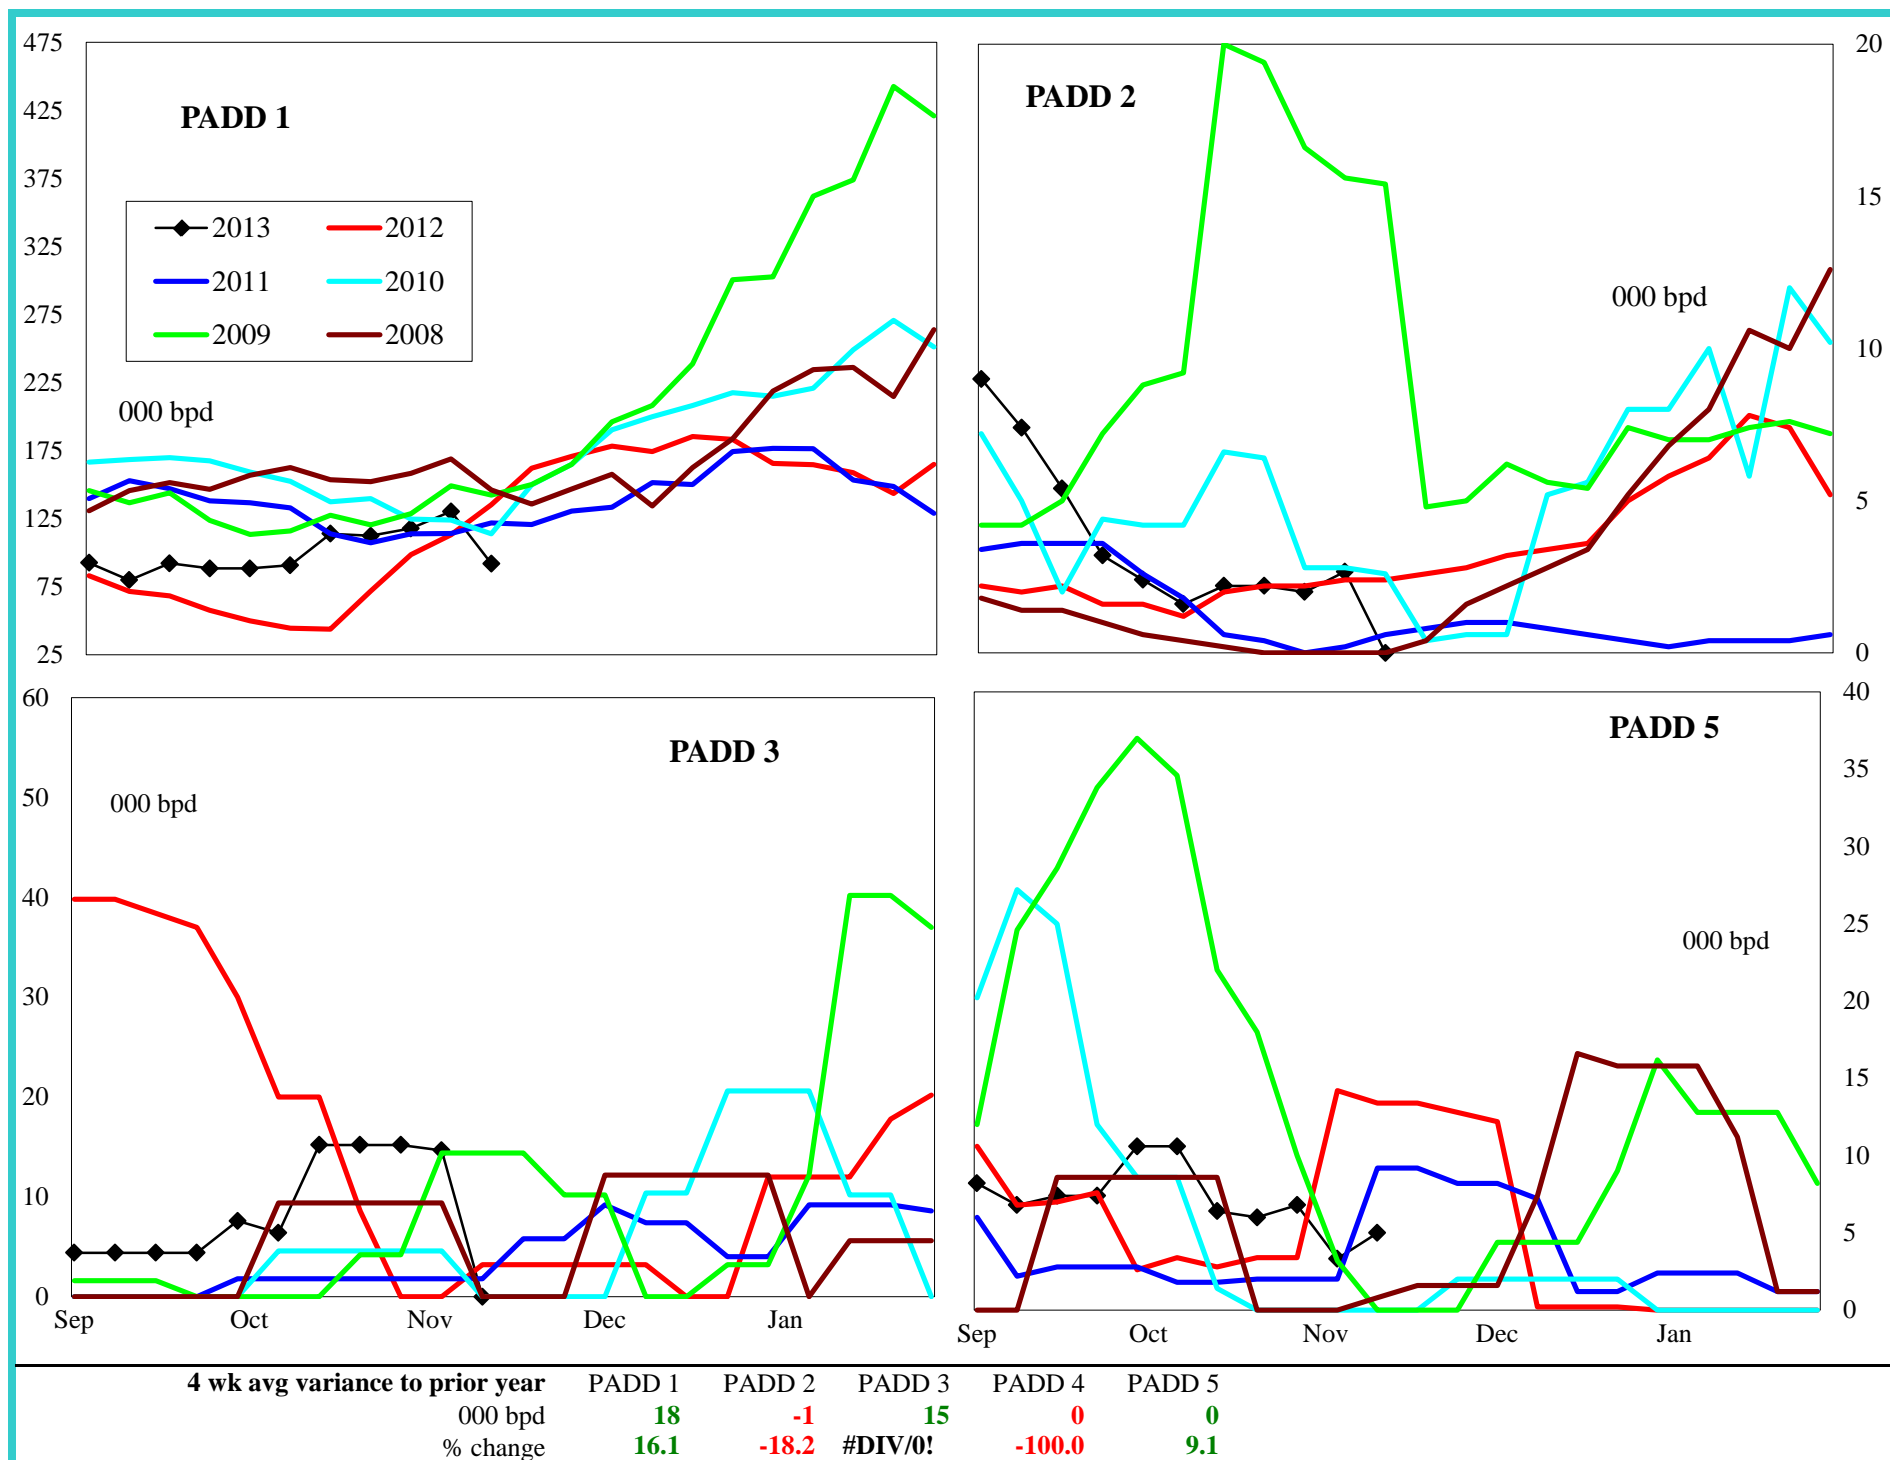 475
425
375
325
275
225
175
125
75
25
PADD 1
2013 2012
2011 2010
2009 2008
000 bpd
PADD 2
000 bpd
20
15
10
5
0
60
50
40
30
20
10
0
PADD 3
000 bpd
Sep Oct Nov Dec Jan
PADD 5
000 bpd
40
35
30
25
20
15
10
5
0
Sep Oct Nov Dec Jan
4 wk avg variance to prior year PADD 1 PADD 2 PADD 3 PADD 4 PADD 5
000 bpd 18 -1 15 0 0
% change 16.1 -18.2 #DIV/0! -100.0 9.1